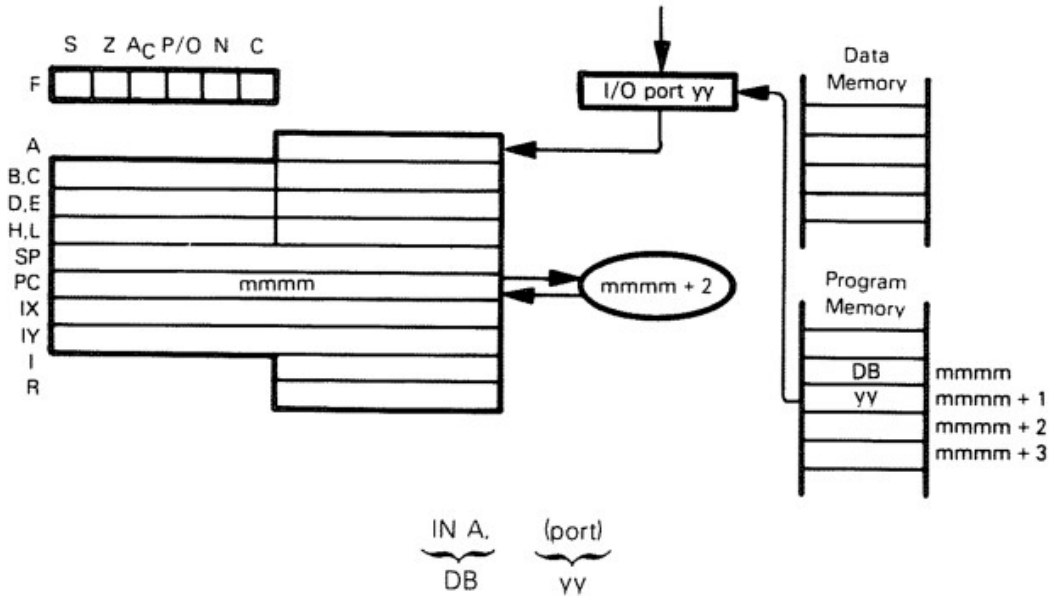 S Z AC P/O N C
F
A
B,C
D,E
H,L
SP
PC mmmm
IX
IY
I
R
I/O port yy
mmmm + 2
Data
Memory
Program
Memory
DB mmmm
yy mmmm + 1
mmmm + 2
mmmm + 3
IN A, (port)
DB yy